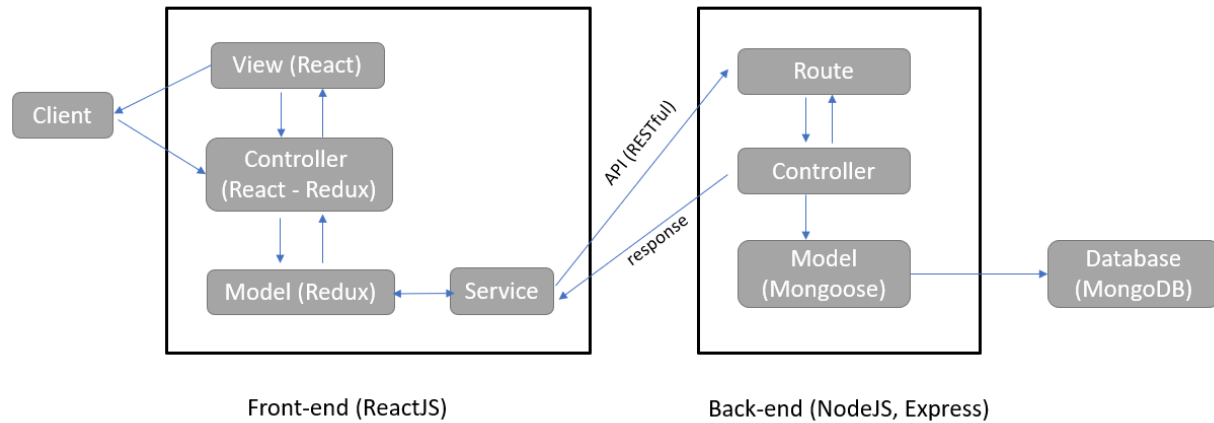 Client
View (React)
Controller
(React - Redux)
Model (Redux)
Service
Front-end (ReactJS)
API (RESTful)
response
Route
Controller
Model
(Mongoose)
Back-end (NodeJS, Express)
Database
(MongoDB)